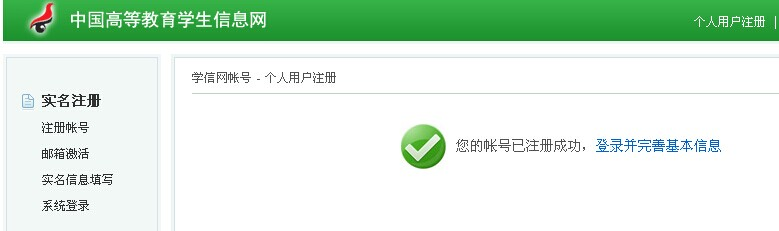 中国高等教育学生信息网
个人用户注册 |
学信网帐号 - 个人用户注册
实名注册
注册帐号
邮箱激活
实名信息填写
系统登录
您的帐号已注册成功，登录并完善基本信息